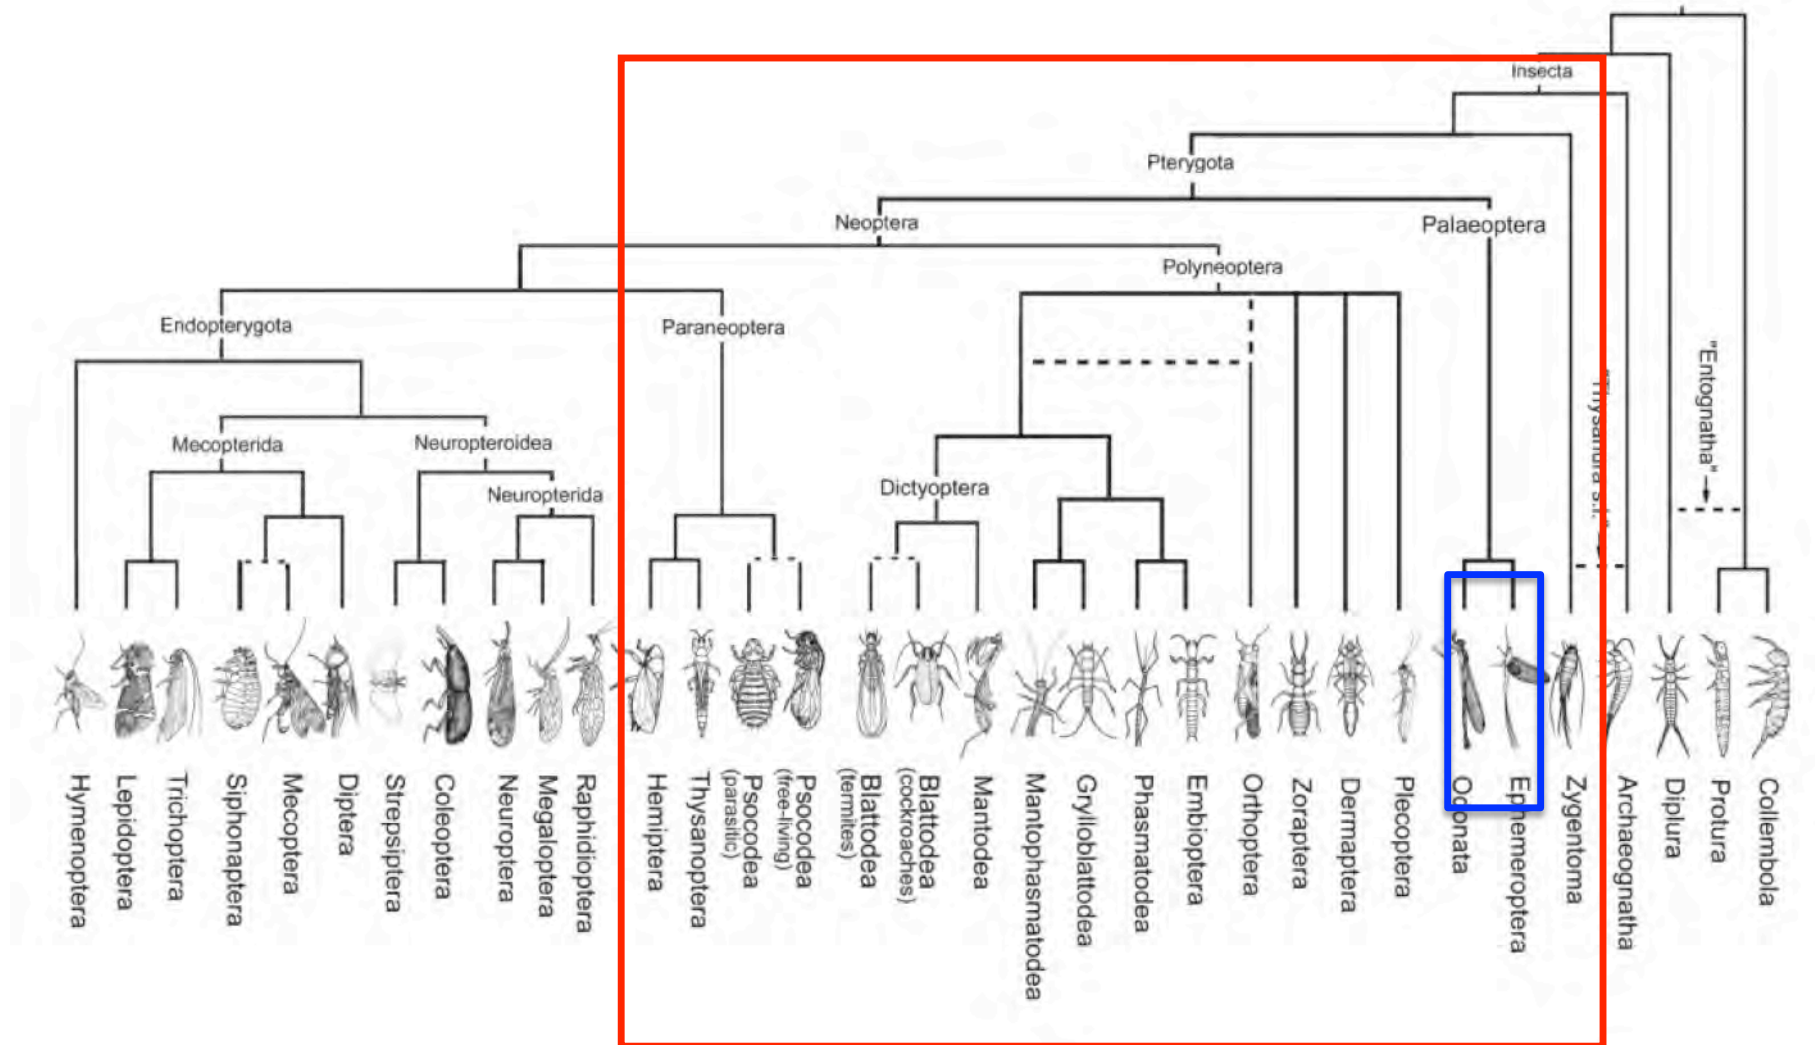 Insecta
Pterygota
Neoptera
Palaeoptera
Polyneoptera
Endopterygota
Paraneoptera
"Entognatha"
"Thysanura s.l."
Mecopterida
Neuropteroidea
Neuropterida
Dictyoptera
Hymenoptera
Lepidoptera
Trichoptera
Siphonaptera
Mecoptera
Diptera
Strepsiptera
Coleoptera
Neuroptera
Megaloptera
Raphidioptera
Hemiptera
Thysanoptera
Psocodea
(parasitic)
Psocodea
(free-living)
Blattodea
(termites)
Blattodea
(cockroaches)
Mantodea
Mantophasmatodea
Grylloblattodea
Phasmatodea
Embioptera
Orthoptera
Zoraptera
Dermaptera
Plecoptera
Odonata
Ephemeroptera
Zygentoma
Archaeognatha
Diplura
Protura
Collembola